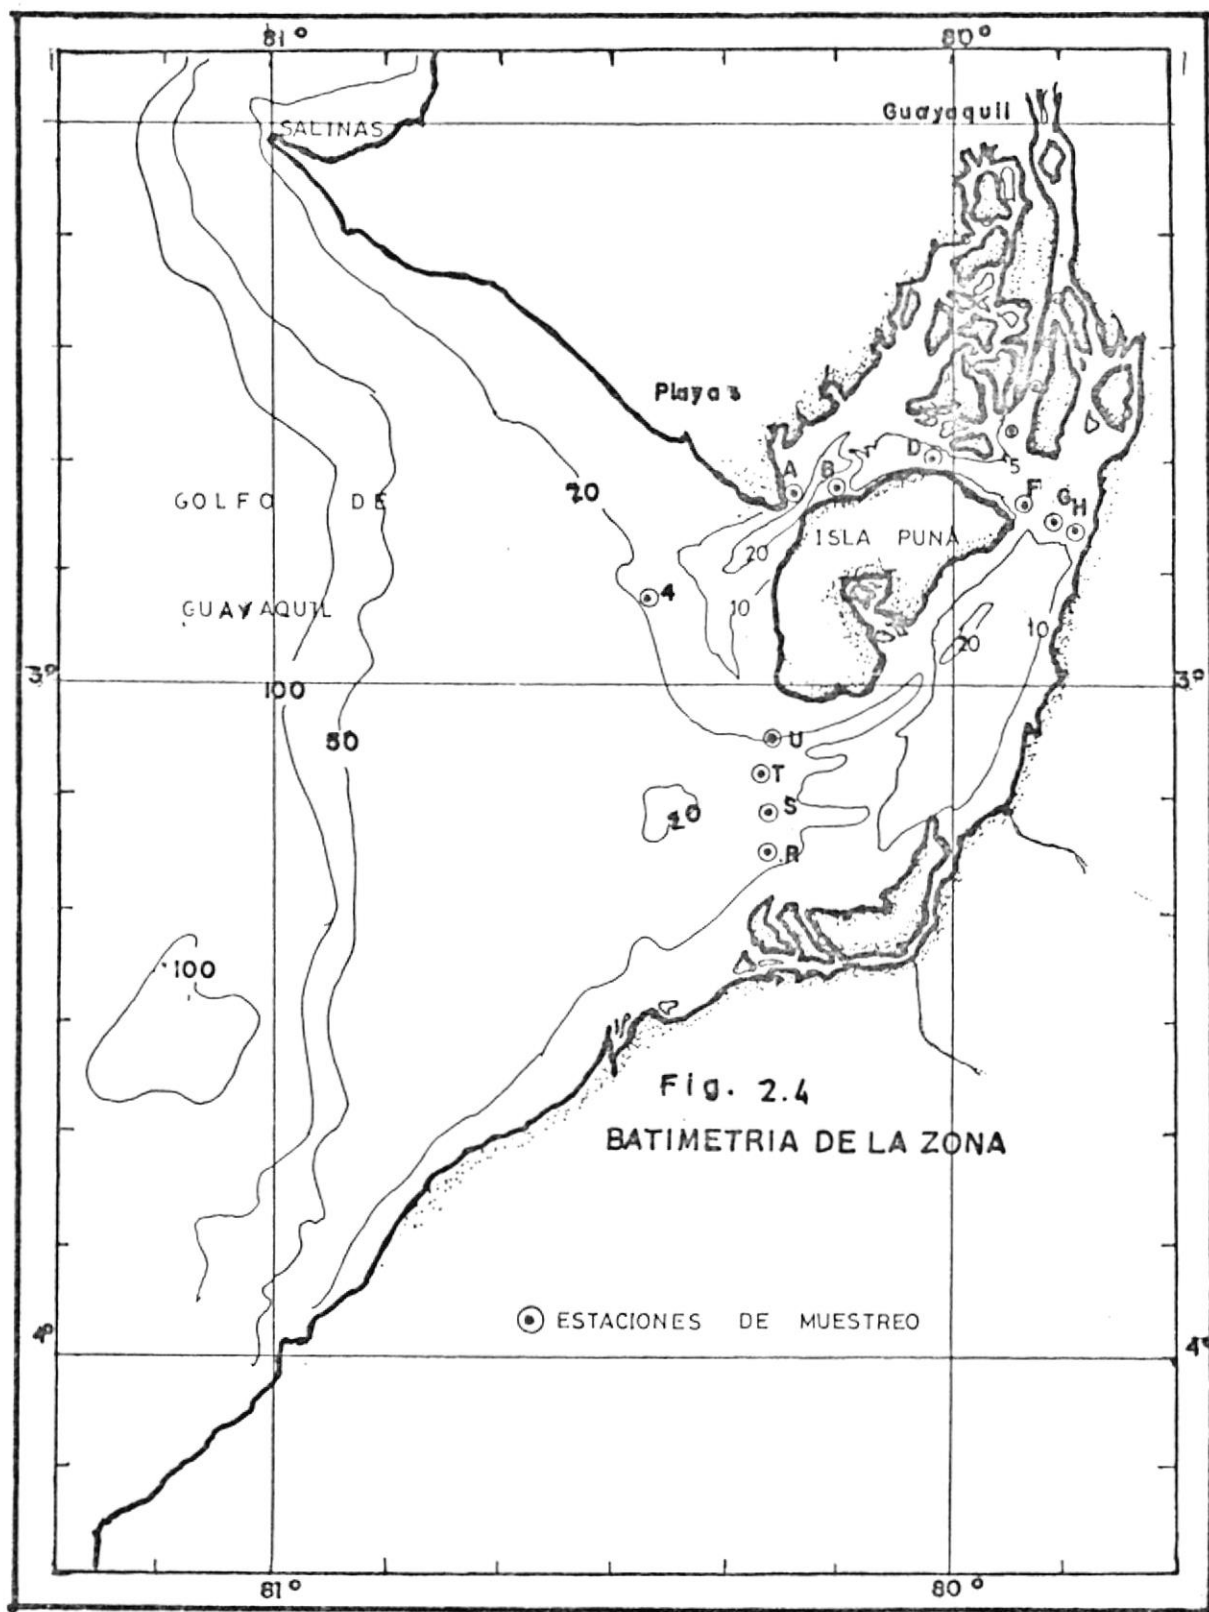 81°
80°
Guayaquil
SALINAS
Playas
A
B
D
5
F
G
H
GOLFO DE
GUAYAQUIL
20
20
ISLA PUNA
4
10
20
10
3°
3°
100
50
U
T
S
R
20
100
Fig. 2.4
BATIMETRIA DE LA ZONA
ESTACIONES DE MUESTREO
4°
4°
81°
80°